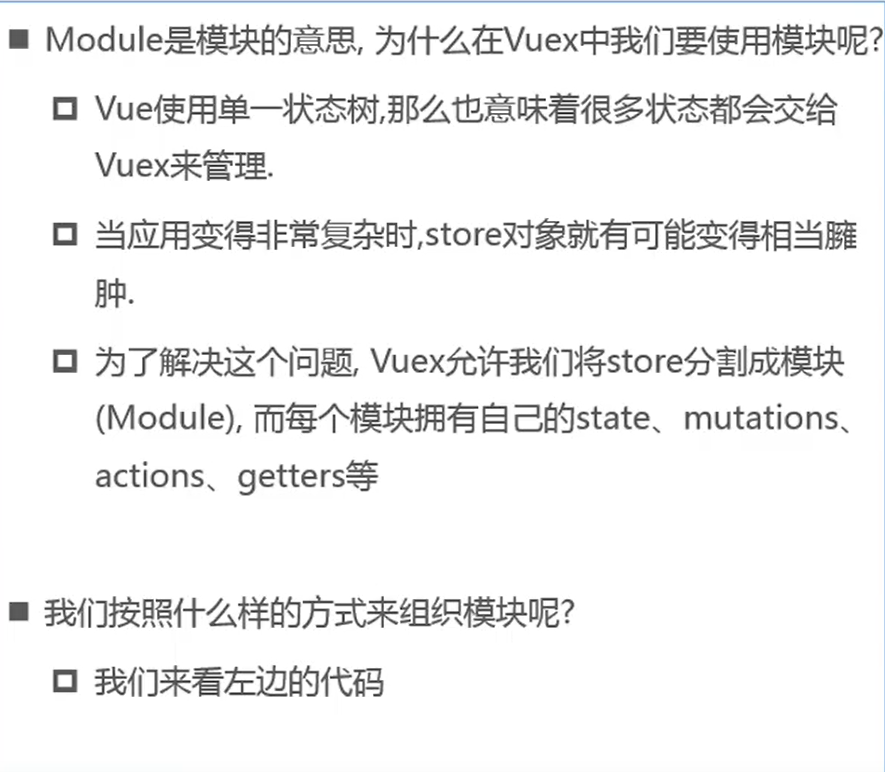 Module是模块的意思, 为什么在Vuex中我们要使用模块呢?
Vue使用单一状态树,那么也意味着很多状态都会交给
Vuex来管理.
当应用变得非常复杂时,store对象就有可能变得相当臃
肿.
为了解决这个问题, Vuex允许我们将store分割成模块
(Module), 而每个模块拥有自己的state、mutations、
actions、getters等
我们按照什么样的方式来组织模块呢?
我们来看左边的代码